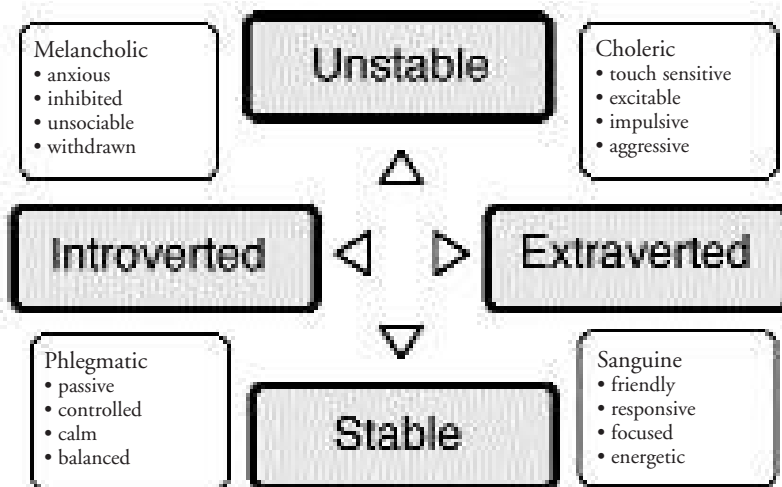 Melancholic
• anxious
• inhibited
• unsociable
• withdrawn
Unstable
Choleric
• touch sensitive
• excitable
• impulsive
• aggressive
Introverted
Extraverted
Phlegmatic
• passive
• controlled
• calm
• balanced
Stable
Sanguine
• friendly
• responsive
• focused
• energetic